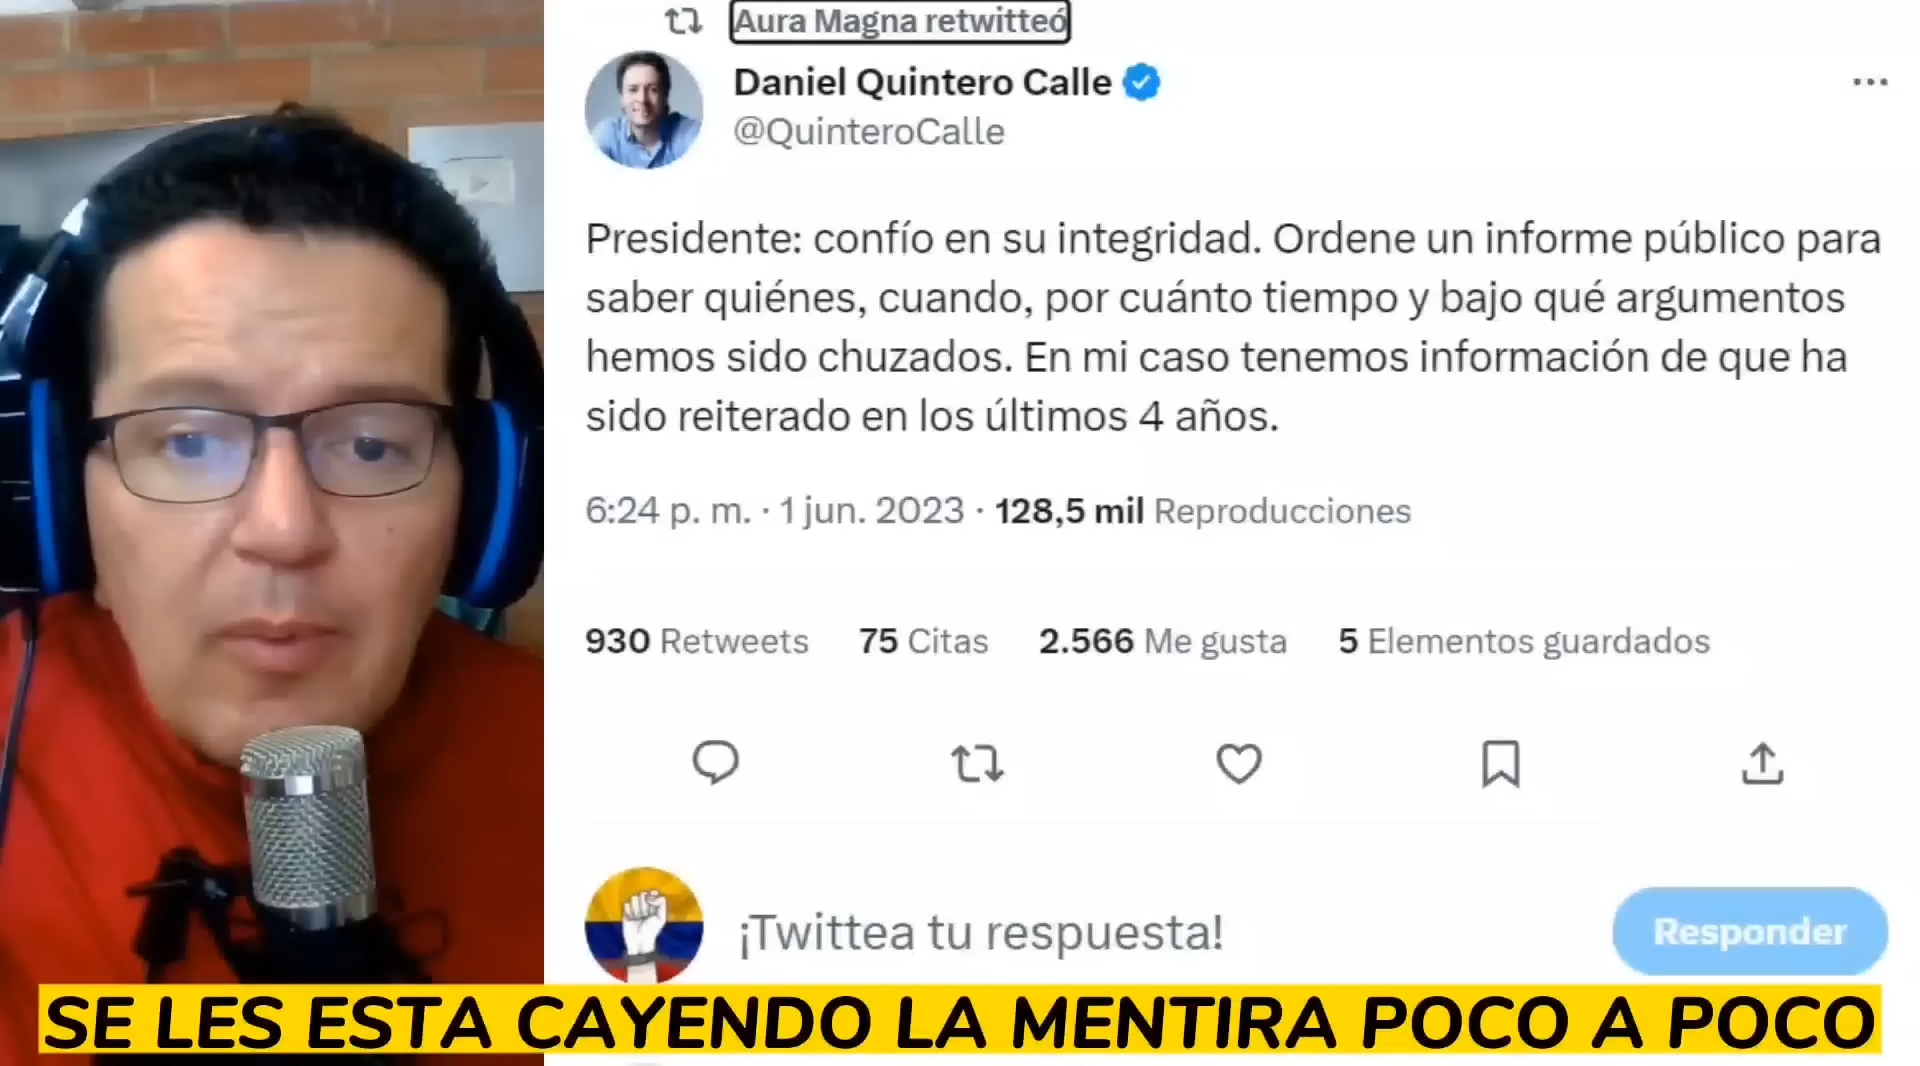 Aura Magna retwitteó
Daniel Quintero Calle
@QuinteroCalle
Presidente: confío en su integridad. Ordene un informe público para
saber quiénes, cuando, por cuánto tiempo y bajo qué argumentos
hemos sido chuzados. En mi caso tenemos información de que ha
sido reiterado en los últimos 4 años.
6:24 p. m. · 1 jun. 2023 · 128,5 mil Reproducciones
930 Retweets 75 Citas 2.566 Me gusta 5 Elementos guardados
¡Twittea tu respuesta!
Responder
SE LES ESTA CAYENDO LA MENTIRA POCO A POCO